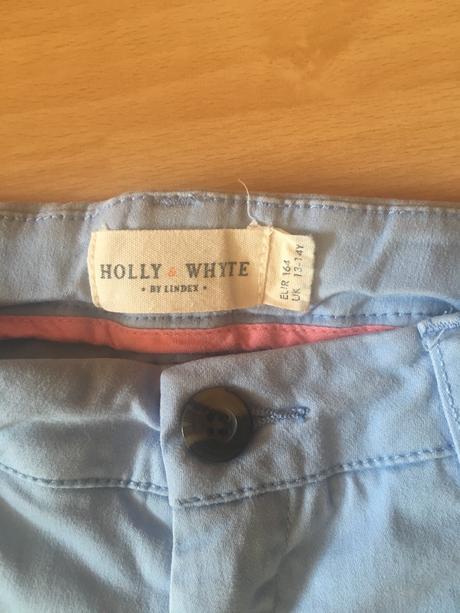 HOLLY & WHYTE
• BY LINDEX •
EUR 164
UK 13-14Y